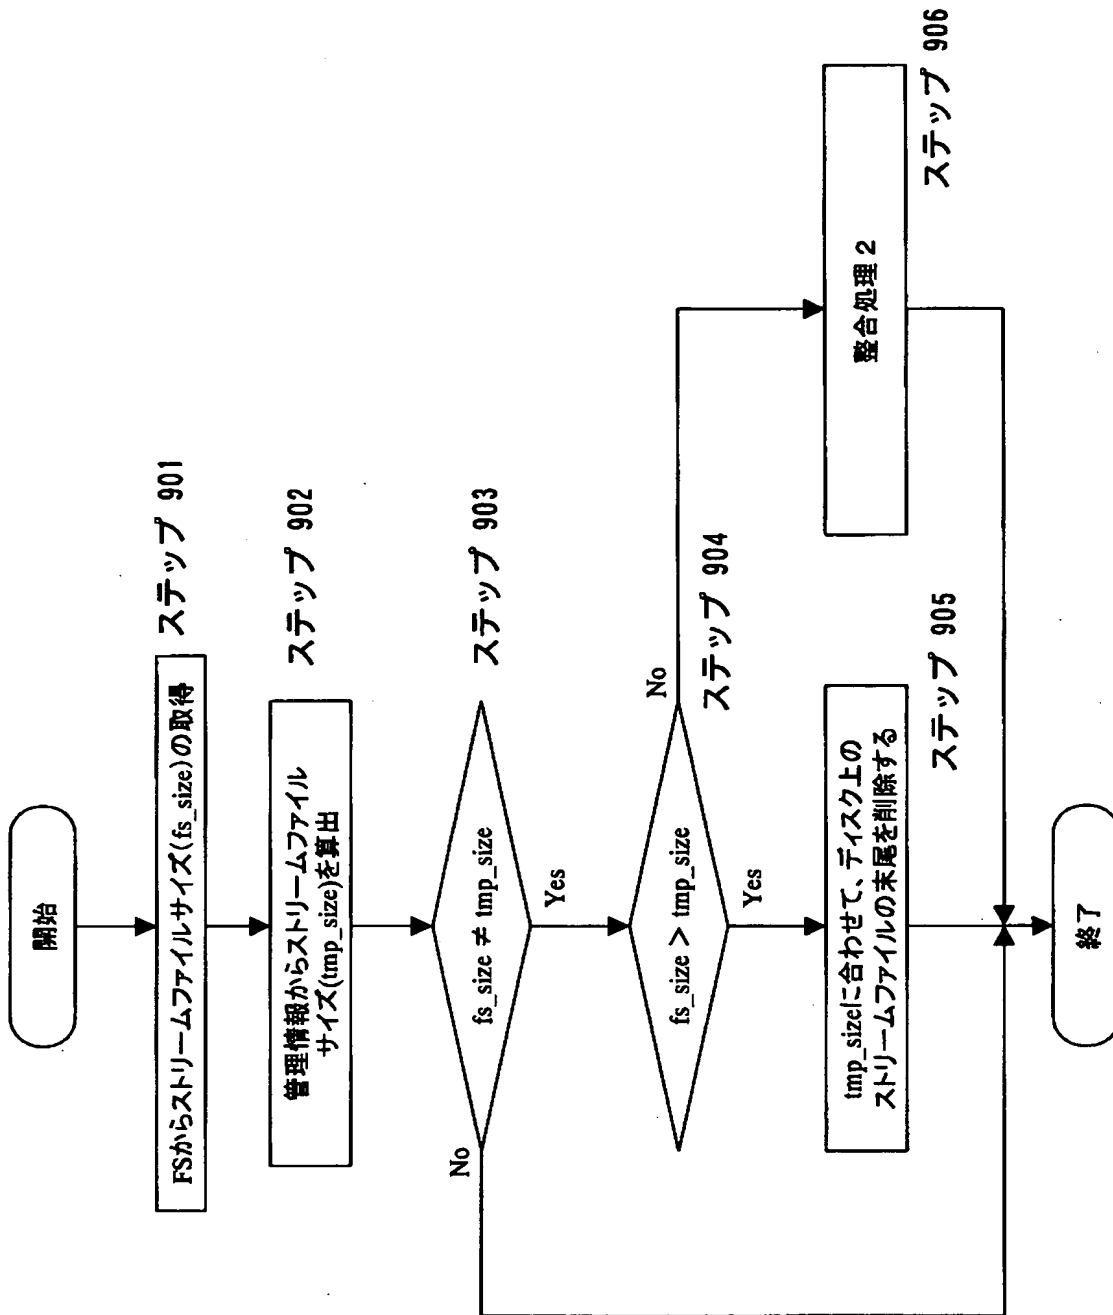 開始
FSからストリームファイルサイズ(fs_size)の取得
ステップ 901
管理情報からストリームファイル
サイズ(tmp_size)を算出
ステップ 902
fs_size ≠ tmp_size
ステップ 903
No
Yes
fs_size > tmp_size
ステップ 904
No
Yes
tmp_sizeに合わせて、ディスク上の
ストリームファイルの末尾を削除する
ステップ 905
整合処理2
ステップ 906
終了